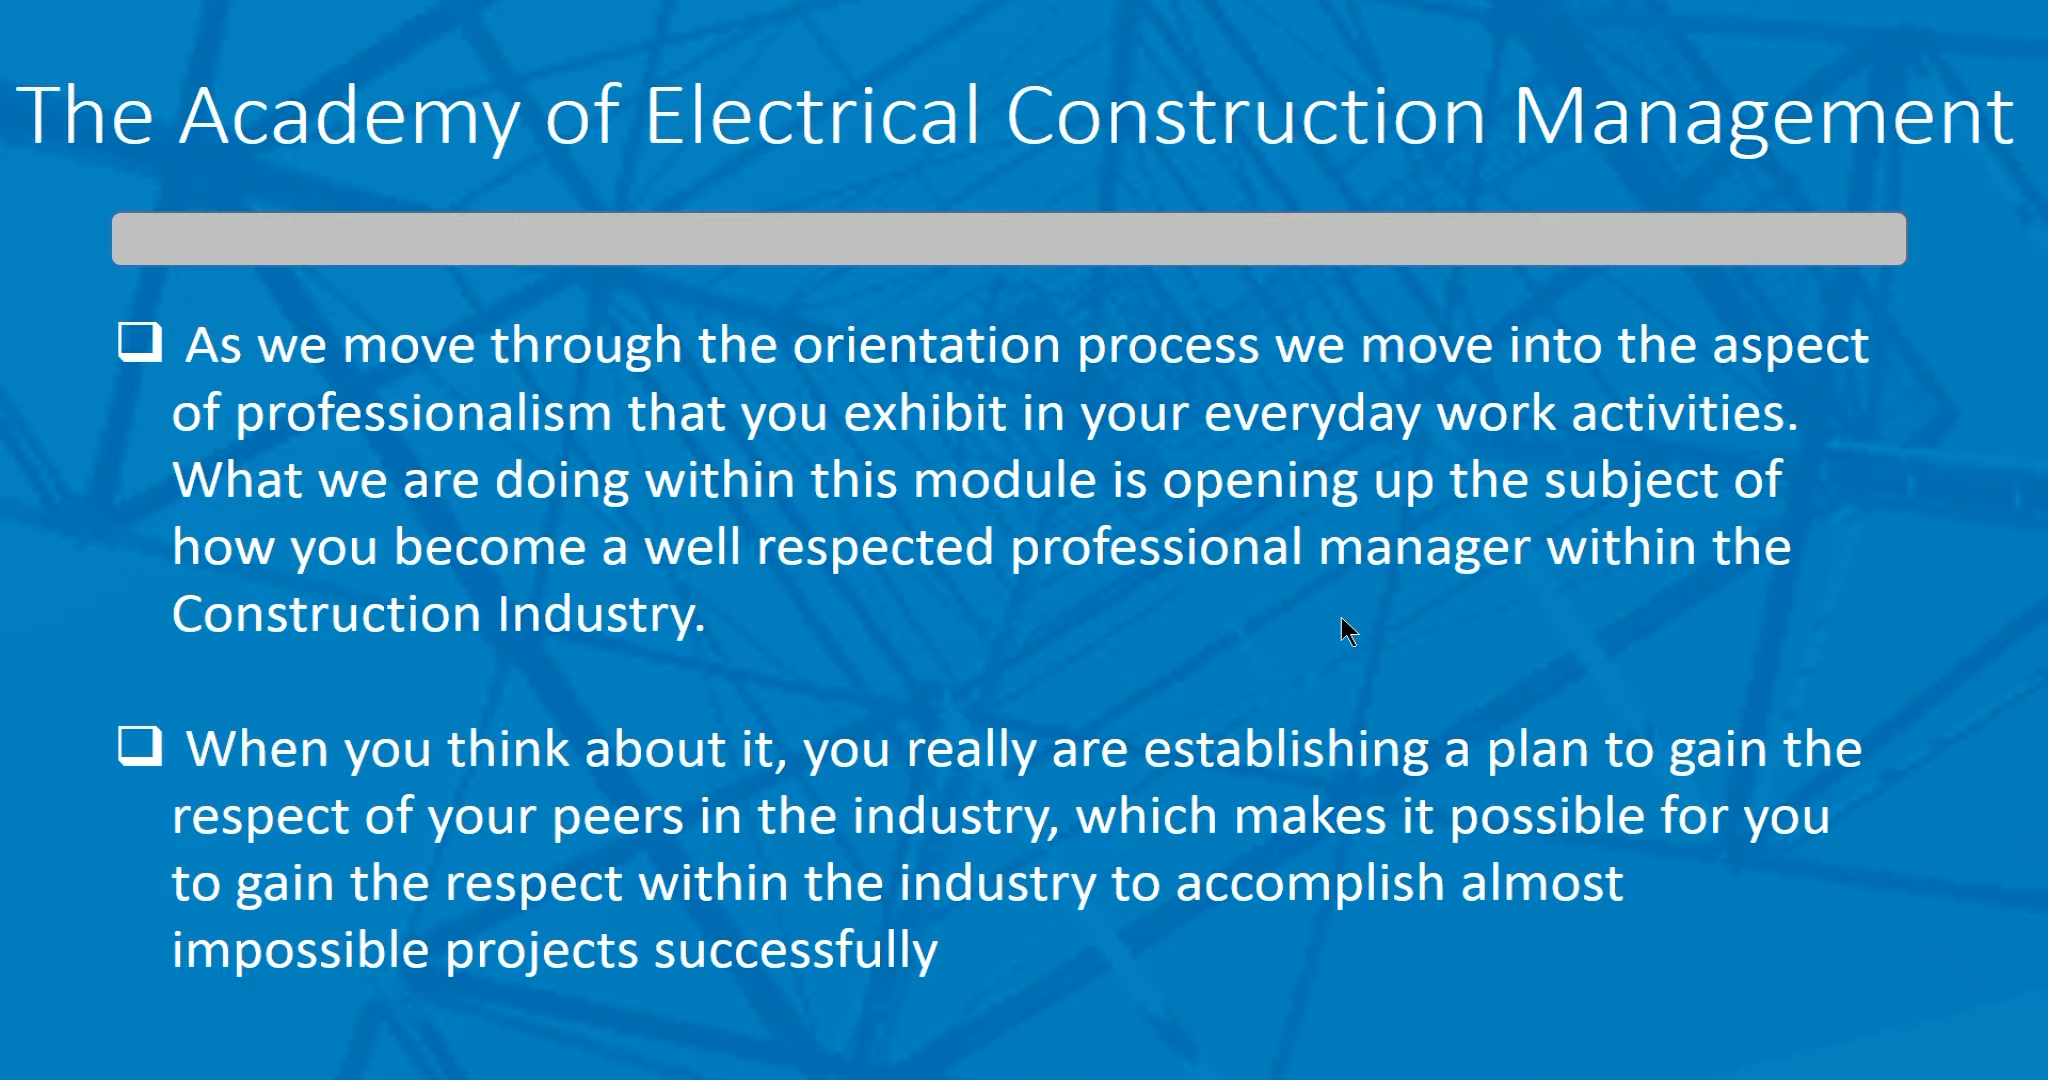 The Academy of Electrical Construction Management
As we move through the orientation process we move into the aspect
of professionalism that you exhibit in your everyday work activities.
What we are doing within this module is opening up the subject of
how you become a well respected professional manager within the
Construction Industry.
When you think about it, you really are establishing a plan to gain the
respect of your peers in the industry, which makes it possible for you
to gain the respect within the industry to accomplish almost
impossible projects successfully